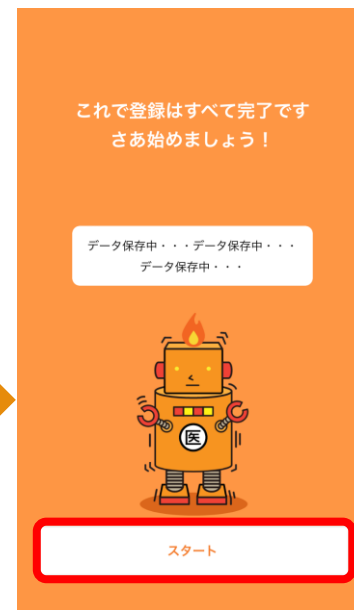 これで登録はすべて完了です
さあ始めましょう！
データ保存中・・・データ保存中・・・
データ保存中・・・
医
スタート